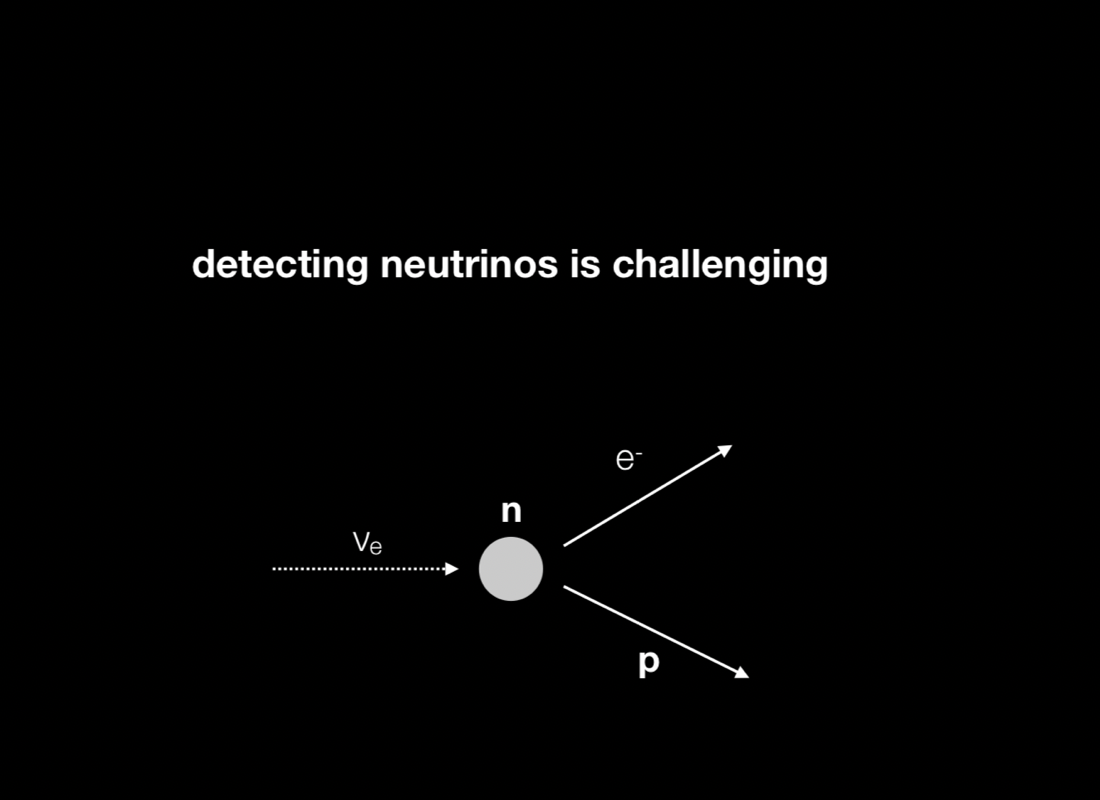 detecting neutrinos is challenging
e-
n
νe
p